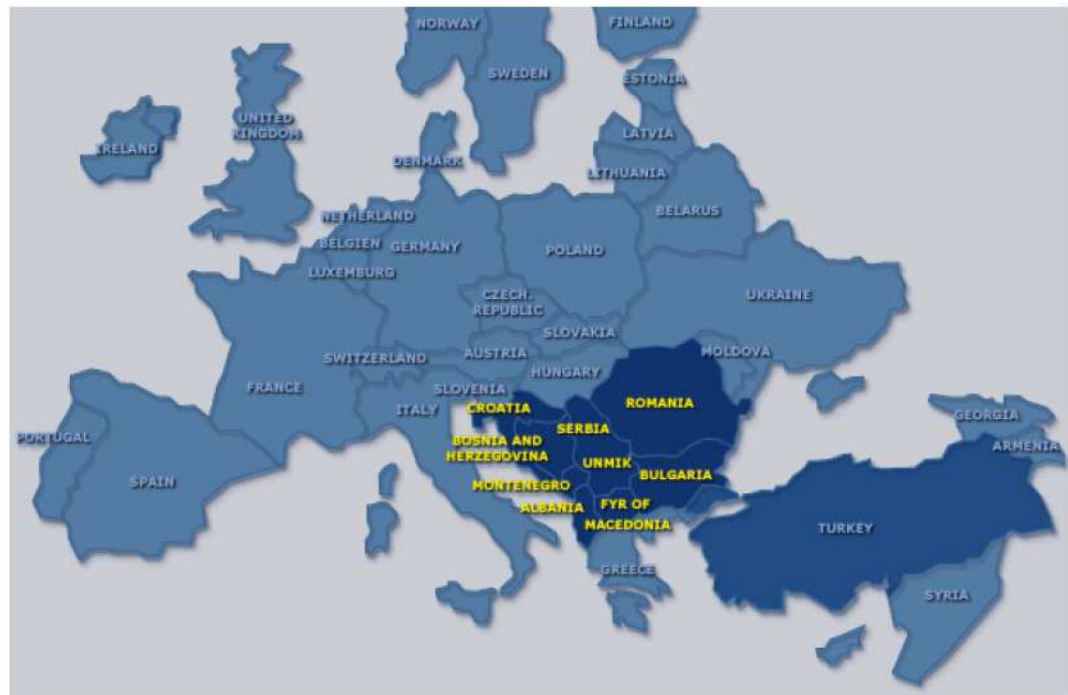 NORWAY
FINLAND
SWEDEN
ESTONIA
UNITED
KINGDOM
LATVIA
IRELAND
DENMARK
LITHUANIA
BELARUS
NETHERLAND
BELGIEN
GERMANY
POLAND
LUXEMBURG
CZECH.
REPUBLIC
UKRAINE
SLOVAKIA
SWITZERLAND
AUSTRIA
MOLDOVA
HUNGARY
FRANCE
SLOVENIA
ITALY
CROATIA
ROMANIA
GEORGIA
SERBIA
PORTUGAL
BOSNIA AND
HERZEGOVINA
ARMENIA
UNMIK
BULGARIA
SPAIN
MONTENEGRO
ALBANIA
FYR OF
MACEDONIA
TURKEY
GREECE
SYRIA